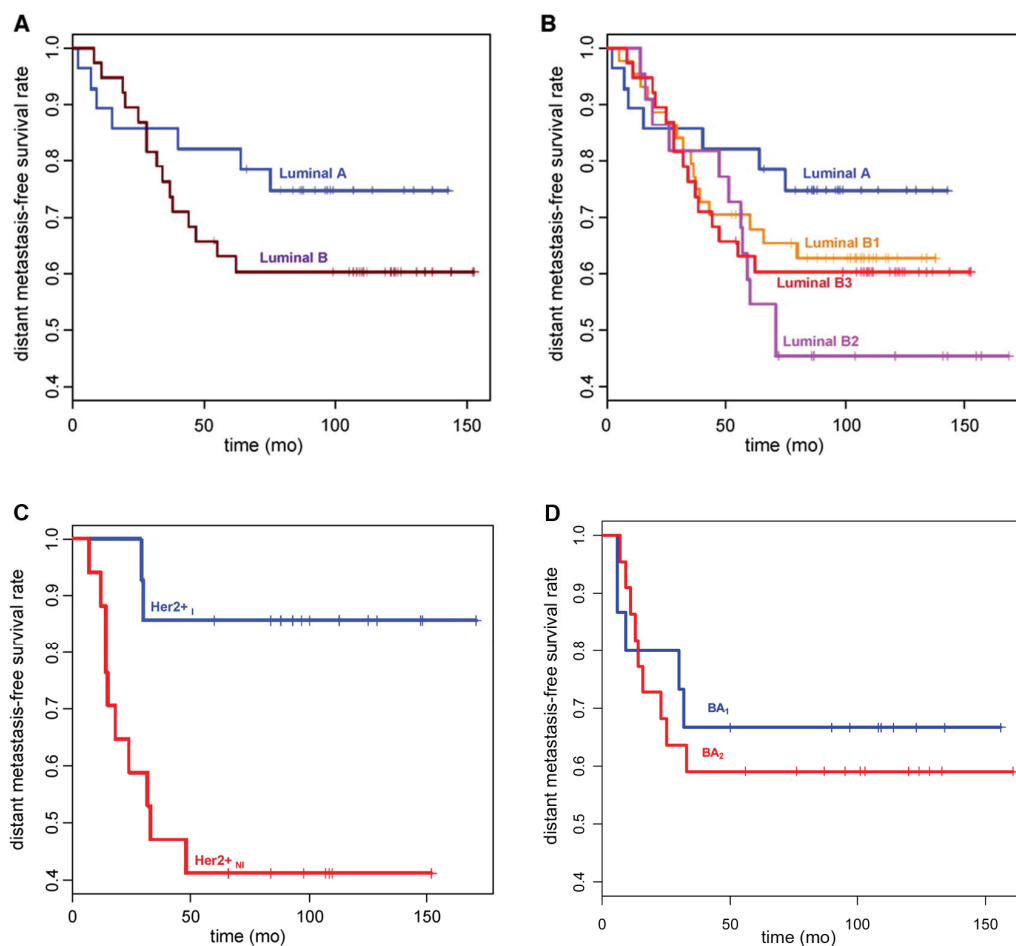 A
distant metastasis-free survival rate
1.0
0.9
0.8
0.7
0.6
0.5
0.4
Luminal A
Luminal B
0
50
100
150
time (mo)
B
distant metastasis-free survival rate
1.0
0.9
0.8
0.7
0.6
0.5
0.4
Luminal A
Luminal B1
Luminal B3
Luminal B2
0
50
100
150
time (mo)
C
distant metastasis-free survival rate
1.0
0.9
0.8
0.7
0.6
0.5
0.4
Her2+ I
Her2+ NI
0
50
100
150
time (mo)
D
distant metastasis-free survival rate
1.0
0.9
0.8
0.7
0.6
0.5
0.4
BA1
BA2
0
50
100
150
time (mo)